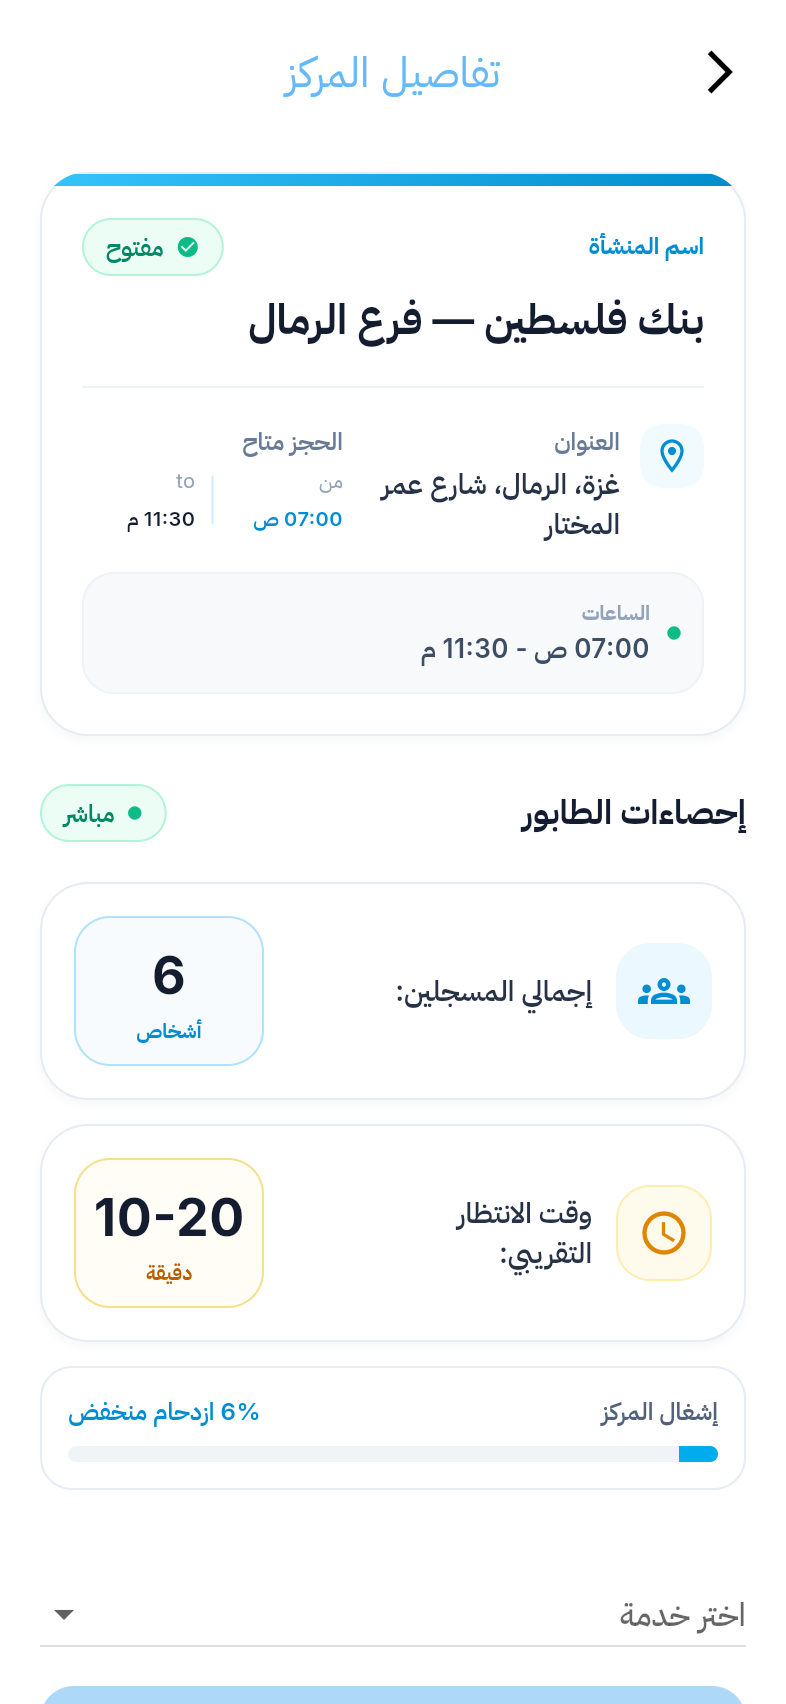 تفاصيل المركز
اسم المنشأة
مفتوح
بنك فلسطين — فرع الرمال
العنوان
غزة، الرمال، شارع عمر
المختار
الحجز متاح
من
07:00 ص
to
11:30 م
الساعات
07:00 ص - 11:30 م
إحصاءات الطابور
مباشر
إجمالي المسجلين:
6
أشخاص
وقت الانتظار
التقريبي:
10-20
دقيقة
إشغال المركز
6% ازدحام منخفض
اختر خدمة